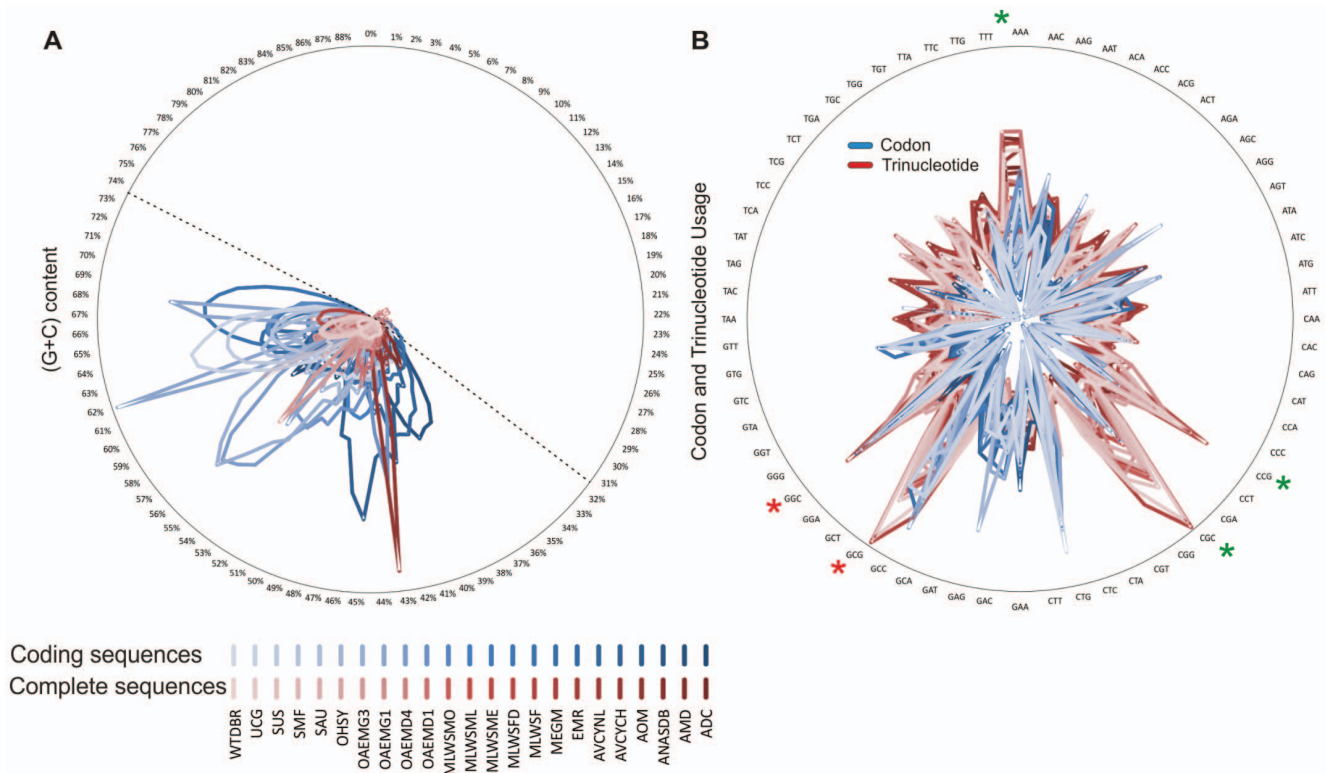 A
(G+C) content
0%
1%
2%
3%
4%
5%
6%
7%
8%
9%
10%
11%
12%
13%
14%
15%
16%
17%
18%
19%
20%
21%
22%
23%
24%
25%
26%
27%
28%
29%
30%
31%
32%
33%
34%
35%
36%
37%
38%
39%
40%
41%
42%
43%
44%
45%
46%
47%
48%
49%
50%
51%
52%
53%
54%
55%
56%
57%
58%
59%
60%
61%
62%
63%
64%
65%
66%
67%
68%
69%
70%
71%
72%
73%
74%
75%
76%
77%
78%
79%
80%
81%
82%
83%
84%
85%
86%
87%
88%
B
Codon and Trinucleotide Usage
Codon
Trinucleotide
*
AAA
AAC
AAG
AAT
ACA
ACC
ACG
ACT
AGA
AGC
AGG
AGT
ATA
ATC
ATG
ATT
CAA
CAC
CAG
CAT
CCA
CCC
CCG
*
CCT
CGA
CGC
*
CGG
CGT
CTA
CTC
CTG
CTT
GAA
GAC
GAG
GAT
GCA
GCC
GCG
*
GCT
GGA
GGC
*
GGG
GGT
GTA
GTC
GTG
GTT
TAA
TAC
TAG
TAT
TCA
TCC
TCG
TCT
TGA
TGC
TGG
TGT
TTA
TTC
TTG
TTT
Coding sequences
Complete sequences
WTDBR
UCG
SUS
SMF
SAU
OHSY
OAEMG3
OAEMG1
OAEMD4
OAEMD1
MLWSMO
MLWSML
MLWSME
MLWSFD
MLWSF
MEGM
EMR
AVCYNL
AVCYCH
AOM
ANASDB
AMD
ADC